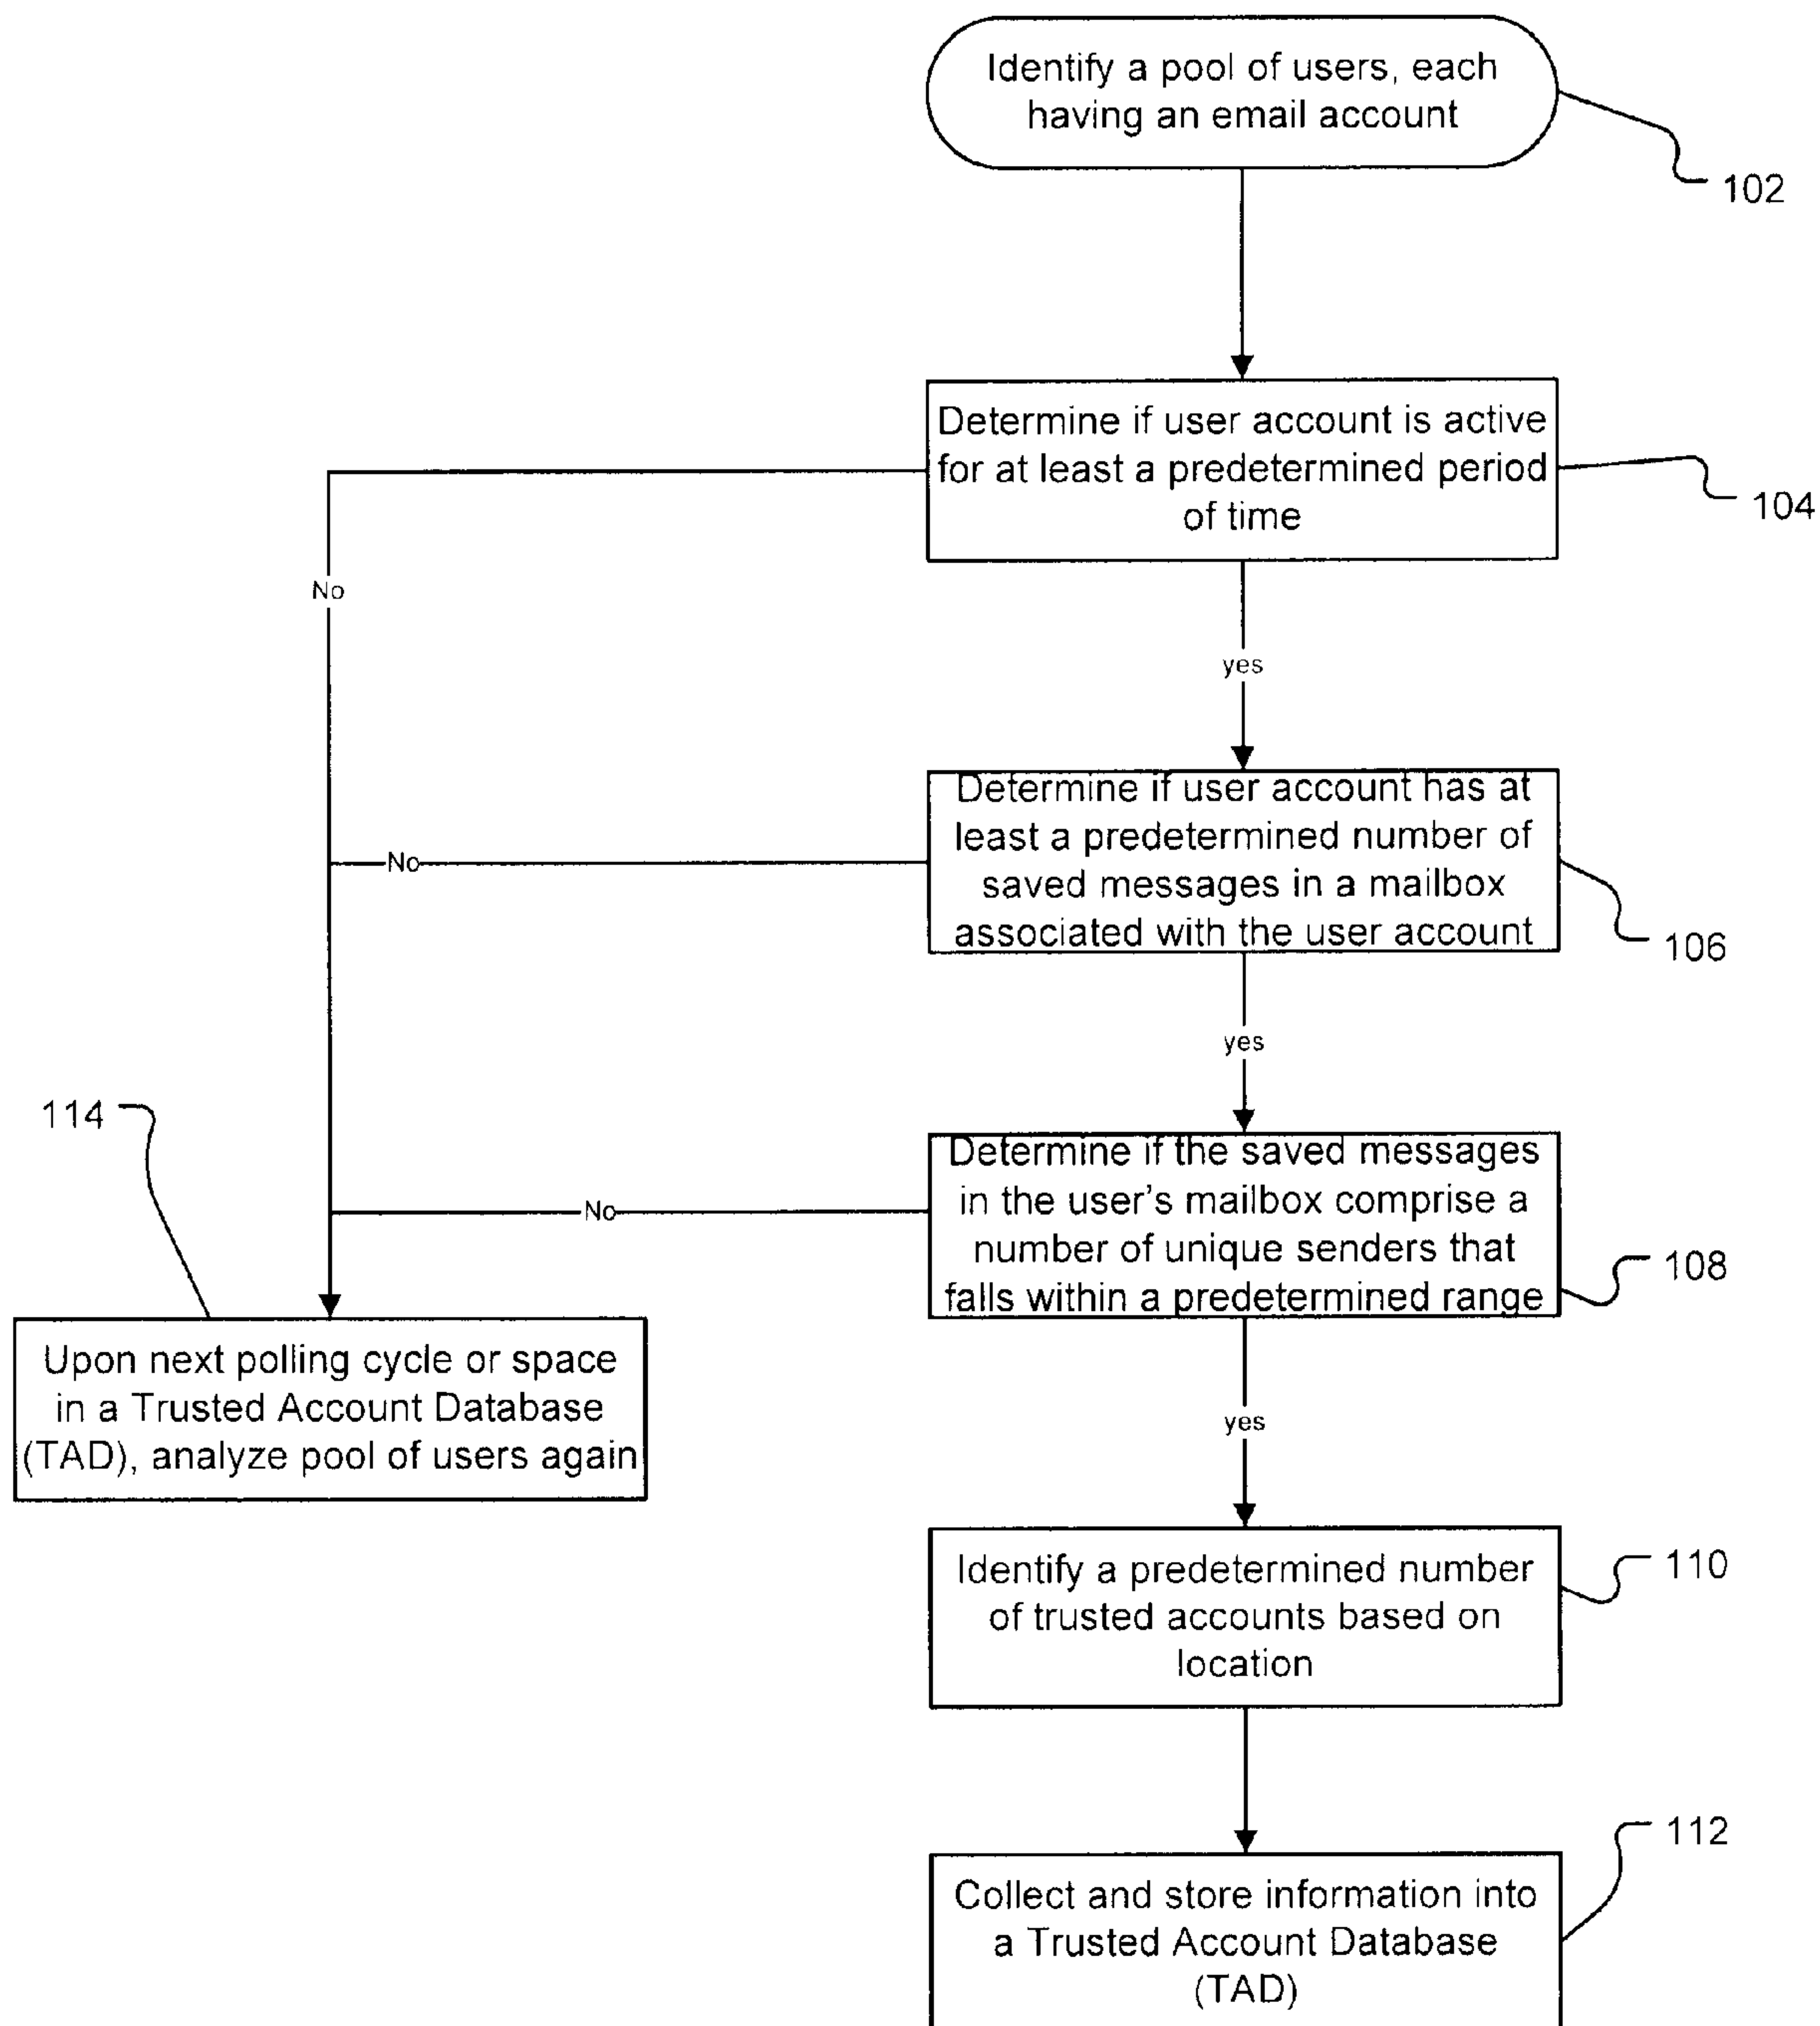 Identify a pool of users, each
having an email account
102
Determine if user account is active
for at least a predetermined period
of time
104
No
yes
Determine if user account has at
least a predetermined number of
saved messages in a mailbox
associated with the user account
106
No
yes
114
Determine if the saved messages
in the user's mailbox comprise a
number of unique senders that
falls within a predetermined range
108
No
Upon next polling cycle or space
in a Trusted Account Database
(TAD), analyze pool of users again
yes
Identify a predetermined number
of trusted accounts based on
location
110
Collect and store information into
a Trusted Account Database
(TAD)
112